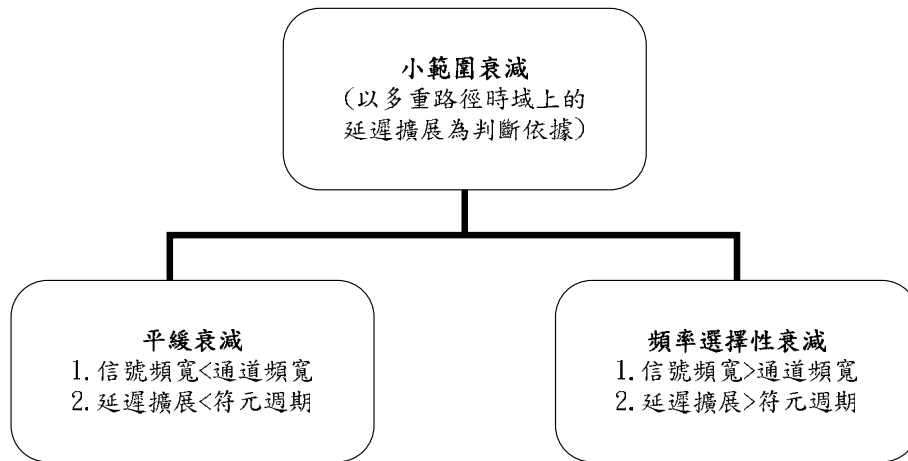 小範圍衰減
(以多重路徑時域上的
延遲擴展為判斷依據)
平緩衰減
1.信號頻寬<通道頻寬
2.延遲擴展<符元週期
頻率選擇性衰減
1.信號頻寬>通道頻寬
2.延遲擴展>符元週期